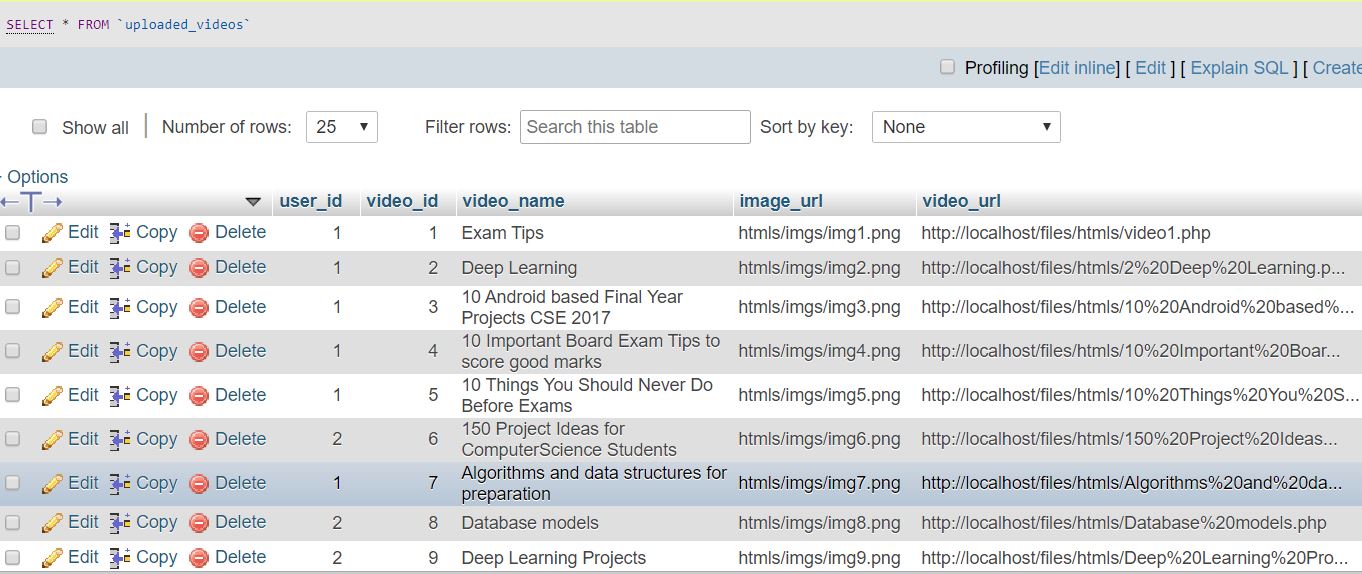 SELECT * FROM `uploaded_videos`
Profiling [Edit inline] [ Edit ] [ Explain SQL ] [ Create
Show all | Number of rows: 25 Filter rows: Search this table Sort by key: None
Options
user_id video_id video_name image_url video_url
Edit Copy Delete 1 1 Exam Tips htmls/imgs/img1.png http://localhost/files/htmls/video1.php
Edit Copy Delete 1 2 Deep Learning htmls/imgs/img2.png http://localhost/files/htmls/2%20Deep%20Learning.p...
Edit Copy Delete 1 3 10 Android based Final Year htmls/imgs/img3.png http://localhost/files/htmls/10%20Android%20based%...
Projects CSE 2017
Edit Copy Delete 1 4 10 Important Board Exam Tips to htmls/imgs/img4.png http://localhost/files/htmls/10%20Important%20Boar...
score good marks
Edit Copy Delete 1 5 10 Things You Should Never Do htmls/imgs/img5.png http://localhost/files/htmls/10%20Things%20You%20S...
Before Exams
Edit Copy Delete 2 6 150 Project Ideas for htmls/imgs/img6.png http://localhost/files/htmls/150%20Project%20Ideas...
ComputerScience Students
Edit Copy Delete 1 7 Algorithms and data structures for htmls/imgs/img7.png http://localhost/files/htmls/Algorithms%20and%20da...
preparation
Edit Copy Delete 2 8 Database models htmls/imgs/img8.png http://localhost/files/htmls/Database%20models.php
Edit Copy Delete 2 9 Deep Learning Projects htmls/imgs/img9.png http://localhost/files/htmls/Deep%20Learning%20Pro...